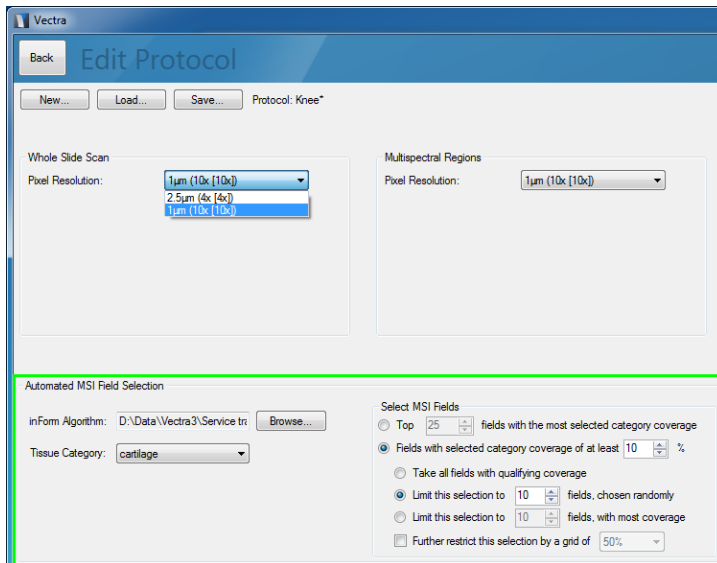 Vectra
Back Edit Protocol
New... Load... Save... Protocol: Knee*
Whole Slide Scan
Pixel Resolution: 1µm (10x [10x])
2.5µm (4x [4x])
1µm (10x [10x])
Multispectral Regions
Pixel Resolution: 1µm (10x [10x])
Automated MSI Field Selection
inForm Algorithm: D:\Data\Vectra3\Service tra Browse...
Tissue Category: cartilage
Select MSI Fields
Top 25 fields with the most selected category coverage
Fields with selected category coverage of at least 10 %
Take all fields with qualifying coverage
Limit this selection to 10 fields, chosen randomly
Limit this selection to 10 fields, with most coverage
Further restrict this selection by a grid of 50%